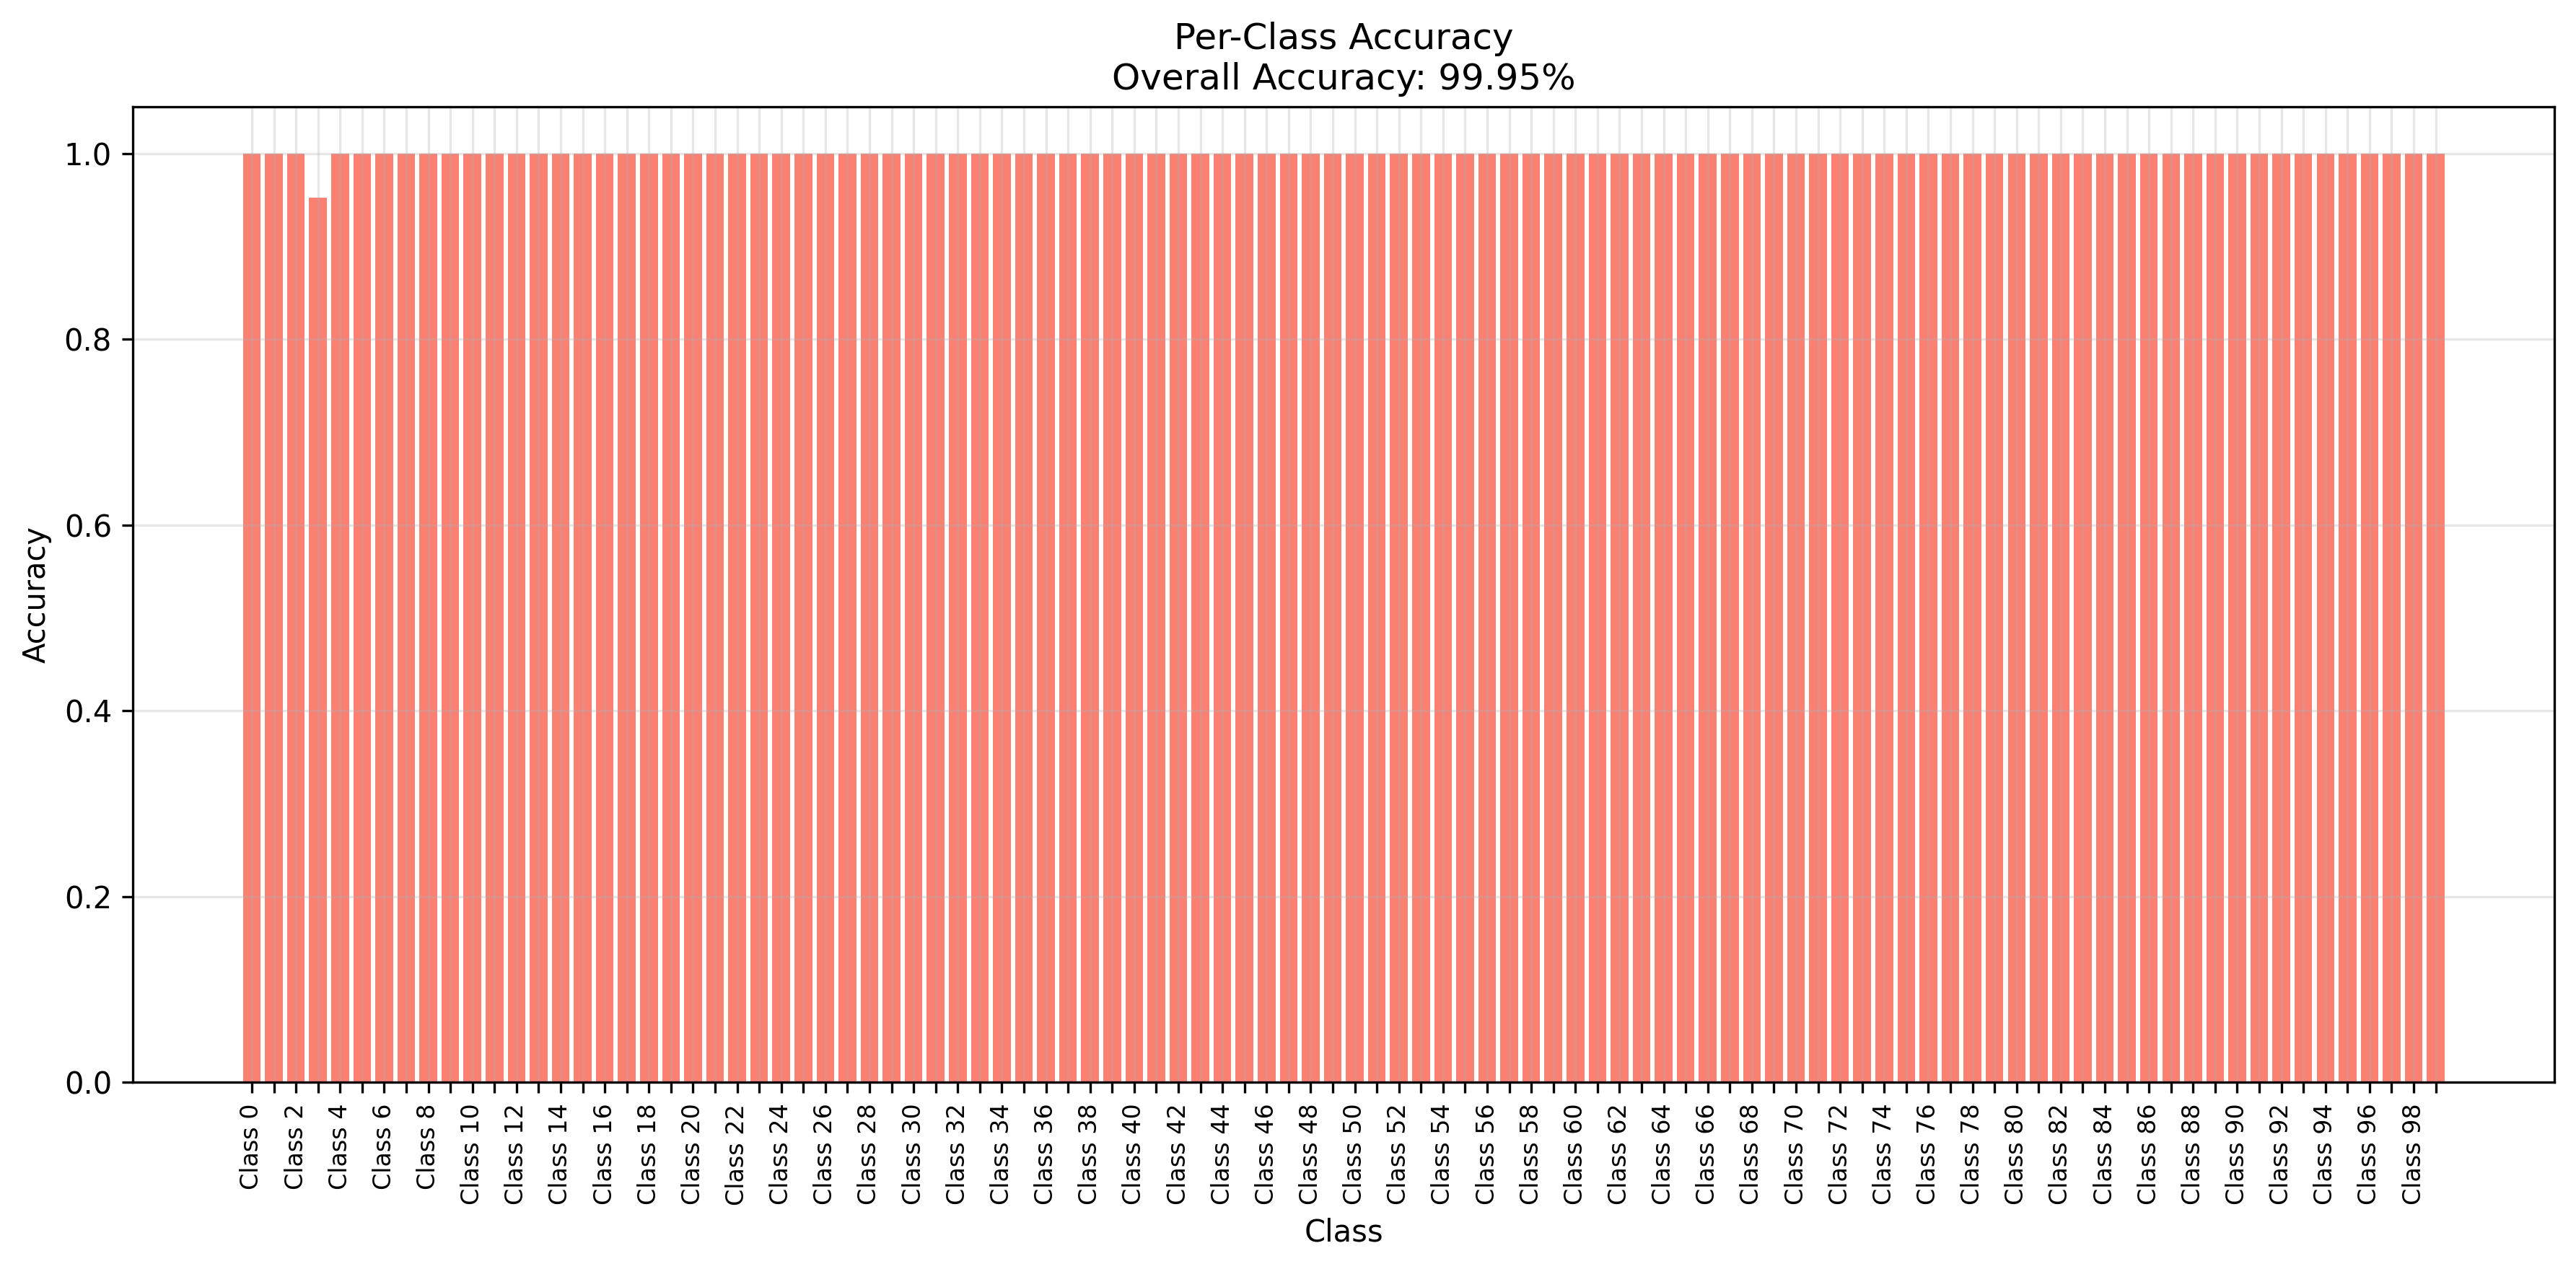 Per-Class Accuracy
Overall Accuracy: 99.95%
Accuracy
1.0
0.8
0.6
0.4
0.2
0.0
Class 0
Class 2
Class 4
Class 6
Class 8
Class 10
Class 12
Class 14
Class 16
Class 18
Class 20
Class 22
Class 24
Class 26
Class 28
Class 30
Class 32
Class 34
Class 36
Class 38
Class 40
Class 42
Class 44
Class 46
Class 48
Class 50
Class 52
Class 54
Class 56
Class 58
Class 60
Class 62
Class 64
Class 66
Class 68
Class 70
Class 72
Class 74
Class 76
Class 78
Class 80
Class 82
Class 84
Class 86
Class 88
Class 90
Class 92
Class 94
Class 96
Class 98
Class